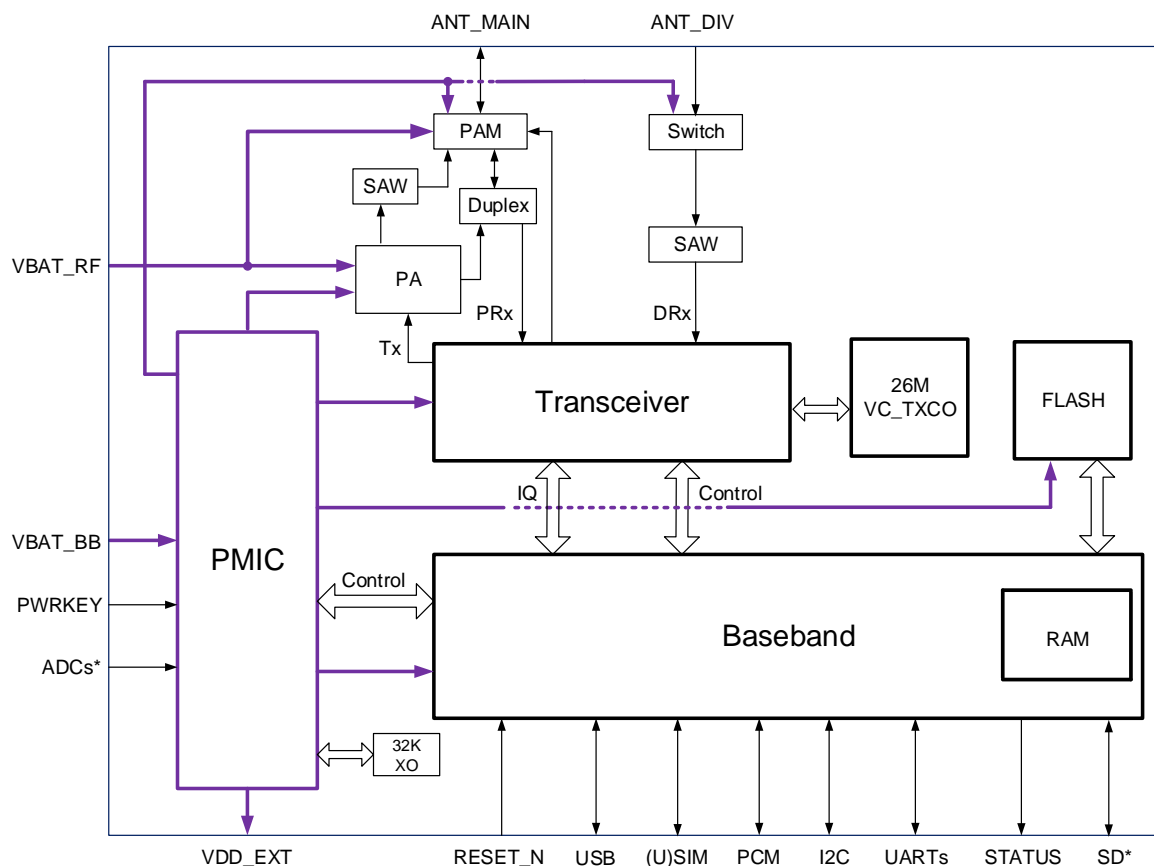 ANT_MAIN
ANT_DIV
PAM
Switch
SAW
Duplex
SAW
VBAT_RF
PA
PRx
DRx
Tx
Transceiver
26M
VC_TXCO
FLASH
IQ
Control
VBAT_BB
PMIC
Control
PWRKEY
Baseband
RAM
ADCs*
32K
XO
VDD_EXT
RESET_N
USB
(U)SIM
PCM
I2C
UARTs
STATUS
SD*